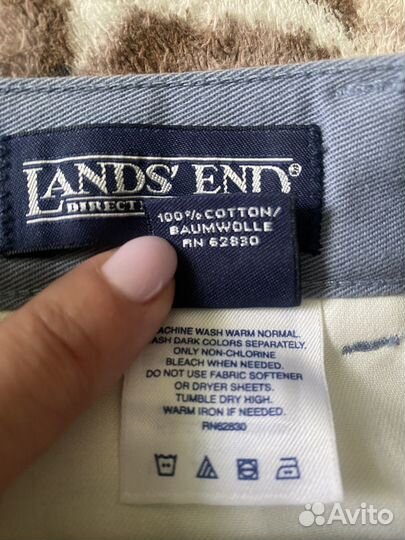 LANDS' END®
DIRECT
100% COTTON/
BAUMWOLLE
RN 62830
MACHINE WASH WARM NORMAL.
DARK COLORS SEPARATELY.
ONLY NON-CHLORINE
BLEACH WHEN NEEDED.
DO NOT USE FABRIC SOFTENER
OR DRYER SHEETS.
TUMBLE DRY HIGH.
WARM IRON IF NEEDED.
RN62830
Avito